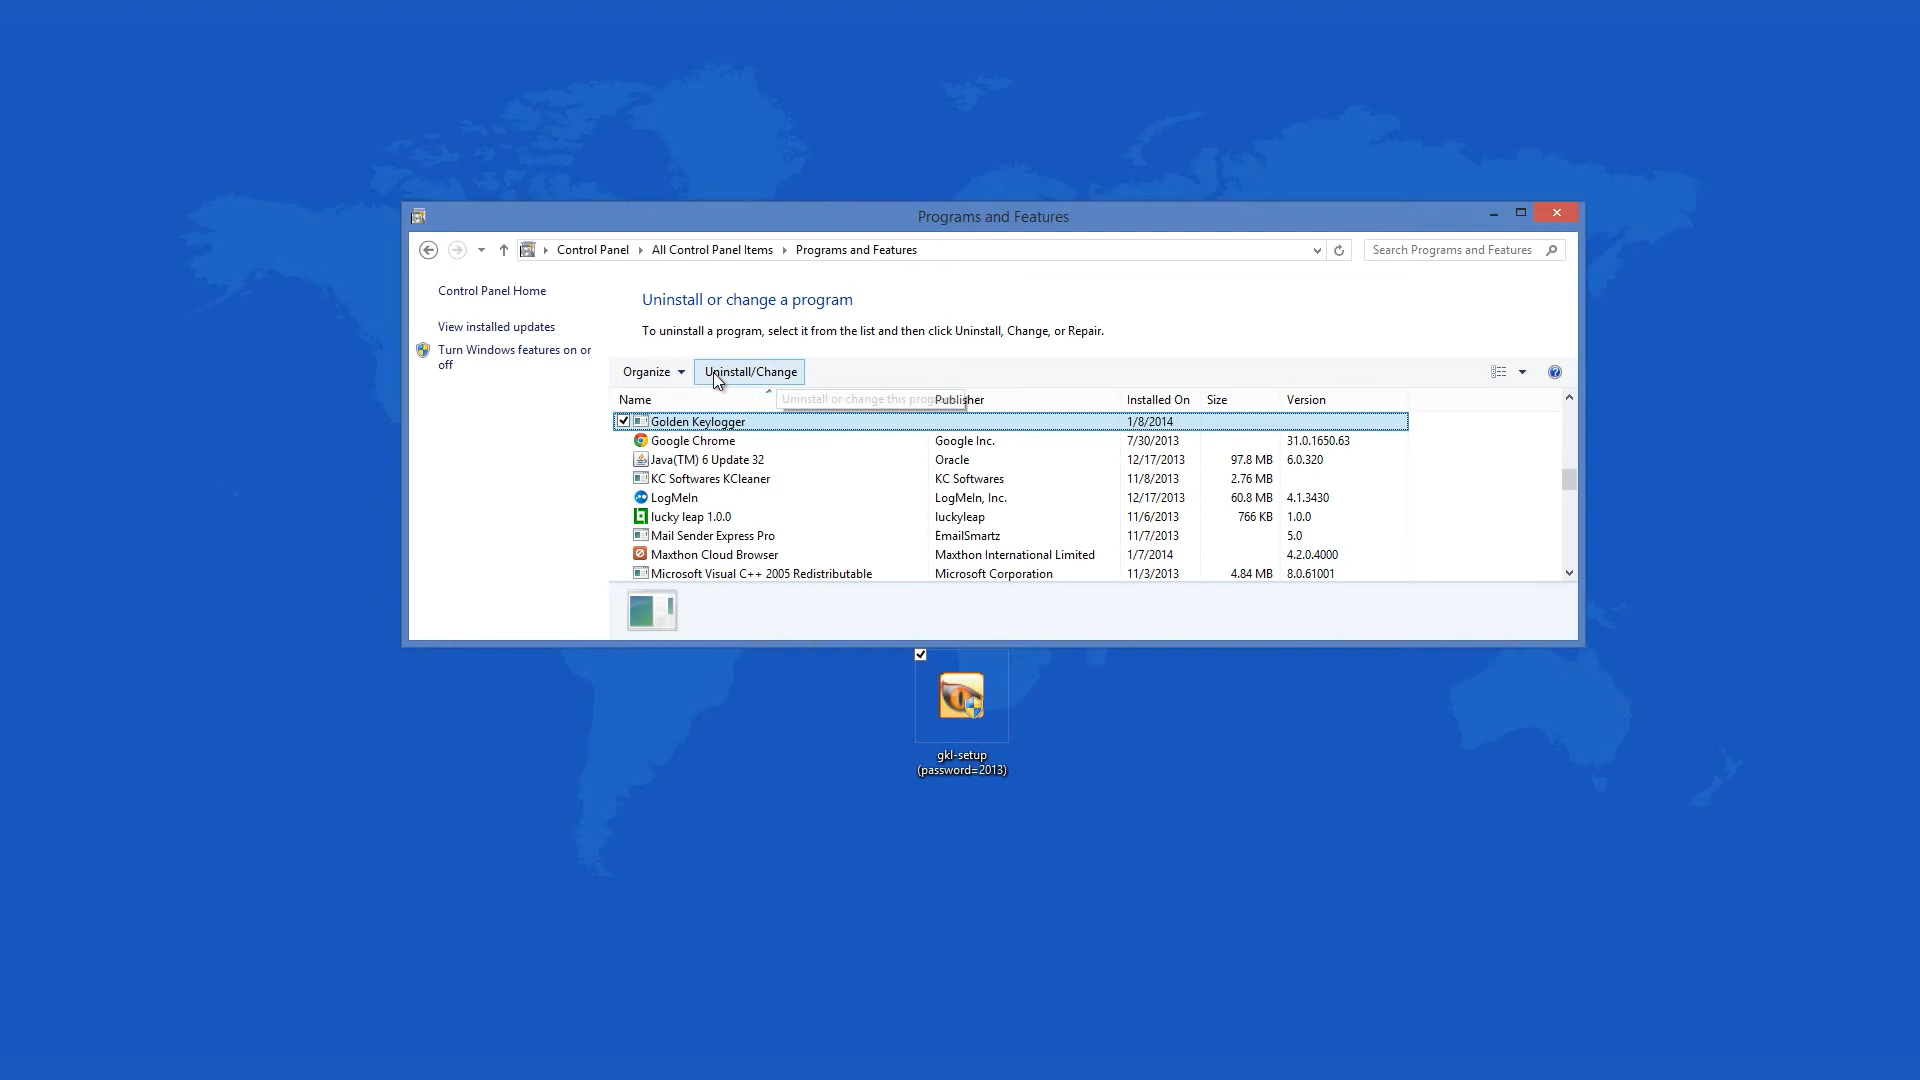 Programs and Features
Control Panel All Control Panel Items Programs and Features
Search Programs and Features
Control Panel Home
View installed updates
Turn Windows features on or
off
Uninstall or change a program
To uninstall a program, select it from the list and then click Uninstall, Change, or Repair.
Organize Uninstall/Change
Name Publisher Installed On Size Version
Uninstall or change this program
Golden Keylogger 1/8/2014
Google Chrome Google Inc. 7/30/2013 31.0.1650.63
Java(TM) 6 Update 32 Oracle 12/17/2013 97.8 MB 6.0.320
KC Softwares KCleaner KC Softwares 11/8/2013 2.76 MB
LogMeIn LogMeIn, Inc. 12/17/2013 60.8 MB 4.1.3430
lucky leap 1.0.0 luckyleap 11/6/2013 766 KB 1.0.0
Mail Sender Express Pro EmailSmartz 11/7/2013 5.0
Maxthon Cloud Browser Maxthon International Limited 1/7/2014 4.2.0.4000
Microsoft Visual C++ 2005 Redistributable Microsoft Corporation 11/3/2013 4.84 MB 8.0.61001
gkl-setup
(password=2013)